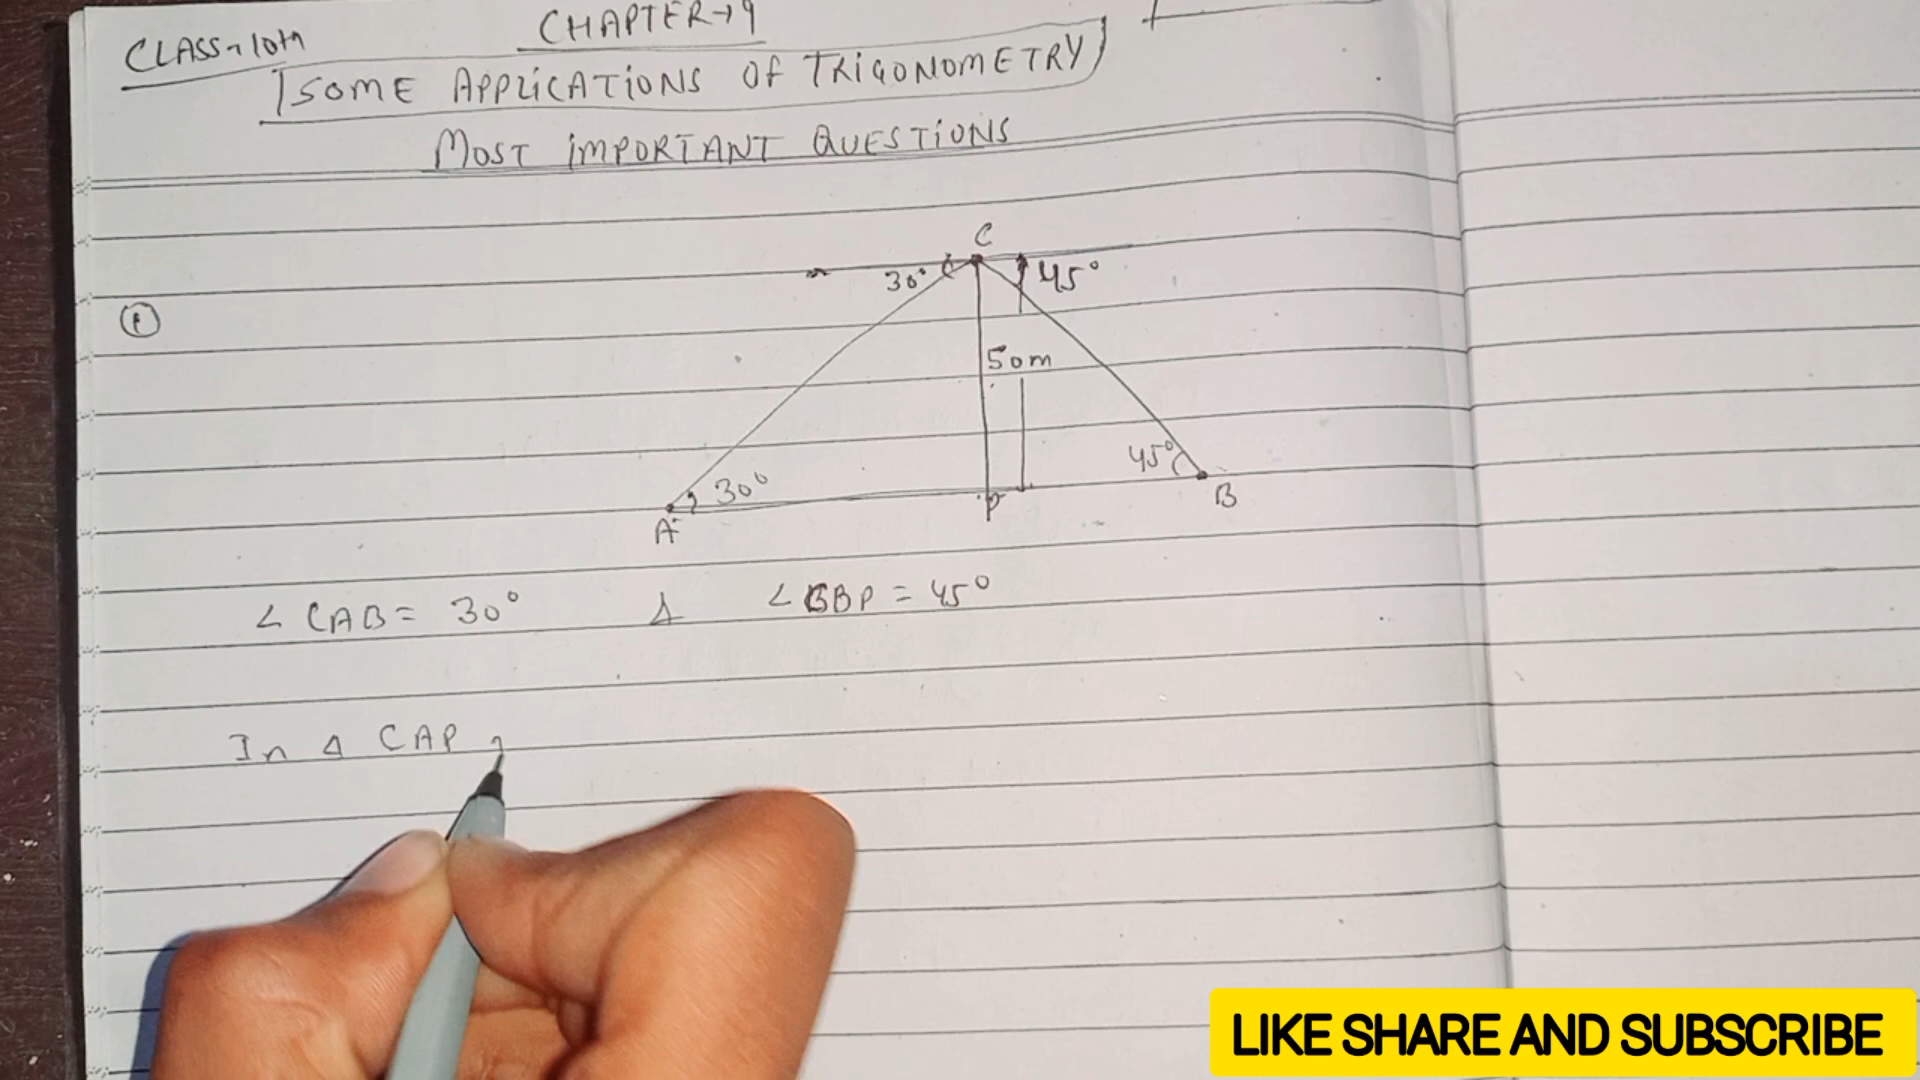 CLASS→10th
CHAPTER→9
SOME APPLiCATiONS Of TRiGONOMETRY
MOST iMPORTANT QUESTiONS
①
C
30° 45°
50m
45°
30°
A P B
∠ CAB = 30° ∠ CBP = 45°
In Δ CAP ,
LIKE SHARE AND SUBSCRIBE